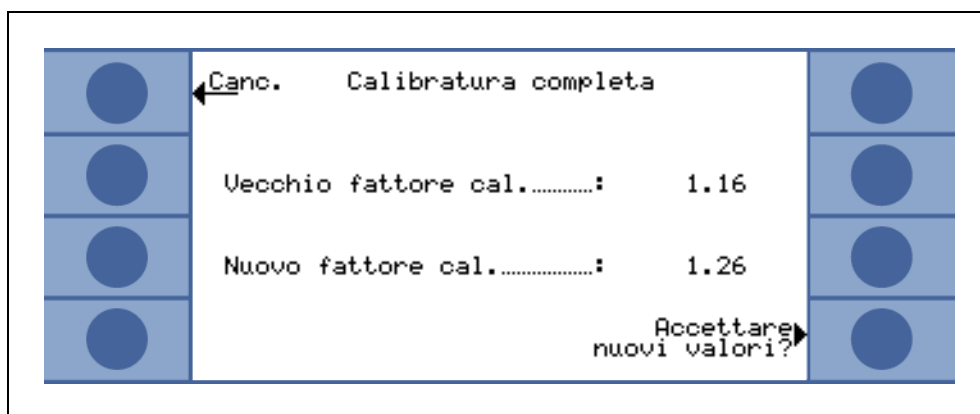 Canc. Calibratura completa
Vecchio fattore cal...........: 1.16
Nuovo fattore cal................: 1.26
Accettare
nuovi valori?